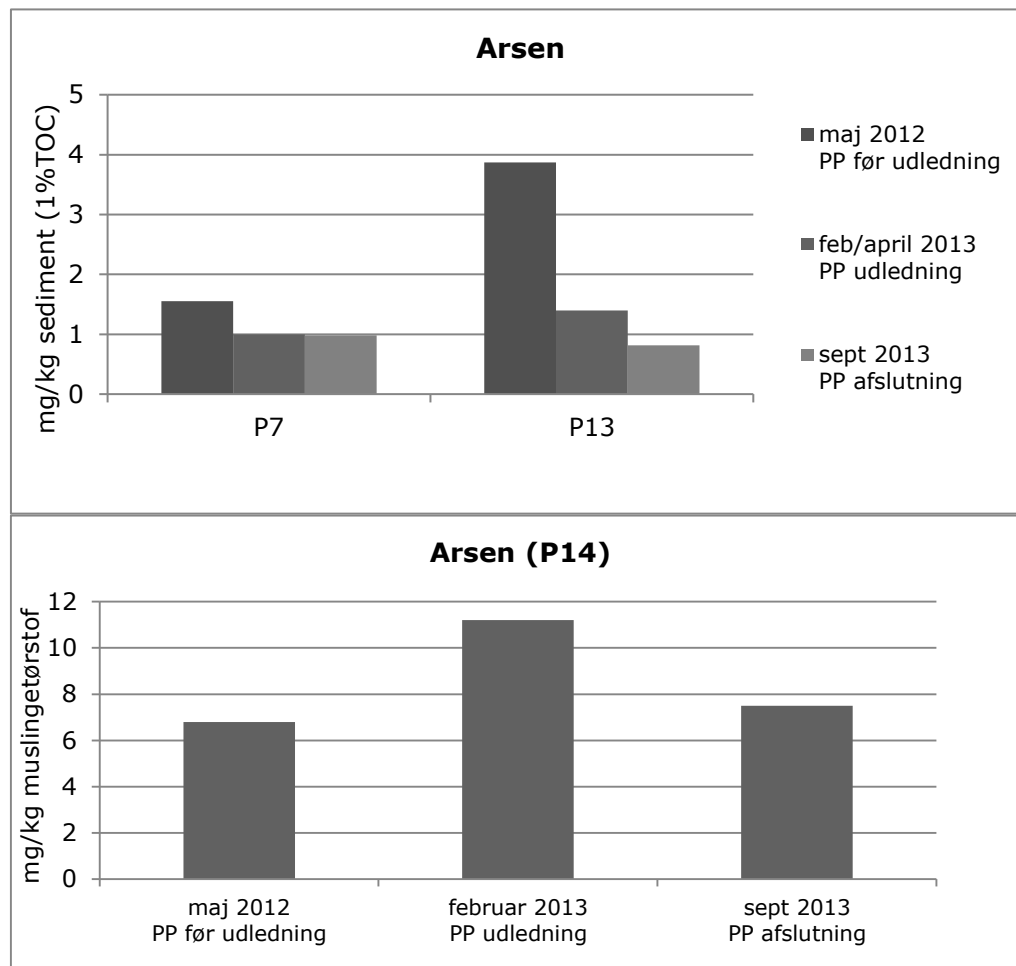 Arsen
mg/kg sediment (1%TOC)
5
4
3
2
1
0
P7
P13
maj 2012
PP før udledning
feb/april 2013
PP udledning
sept 2013
PP afslutning
Arsen (P14)
mg/kg muslingetørstof
12
10
8
6
4
2
0
maj 2012
PP før udledning
februar 2013
PP udledning
sept 2013
PP afslutning